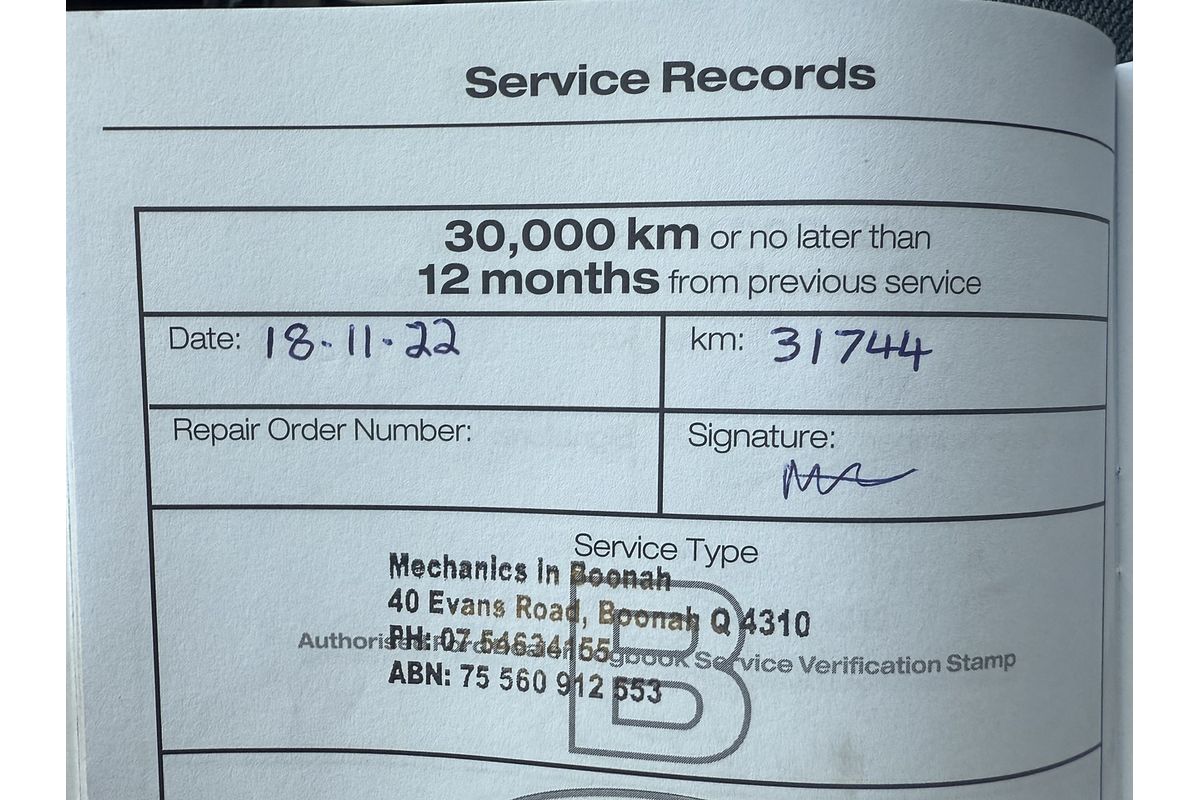 Service Records
30,000 km or no later than
12 months from previous service
Date: 18-11-22
km: 31744
Repair Order Number:
Signature:
Service Type
B
Mechanics in Boonah
40 Evans Road, Boonah Q 4310
PH: 07 54634155
ABN: 75 560 912 553
Authorised Ford Dealer Logbook Service Verification Stamp